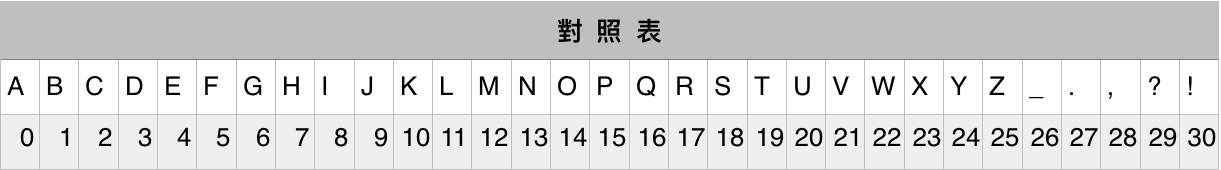 對照表
A B C D E F G H I J K L M N O P Q R S T U V W X Y Z _ . , ? !
0 1 2 3 4 5 6 7 8 9 10 11 12 13 14 15 16 17 18 19 20 21 22 23 24 25 26 27 28 29 30